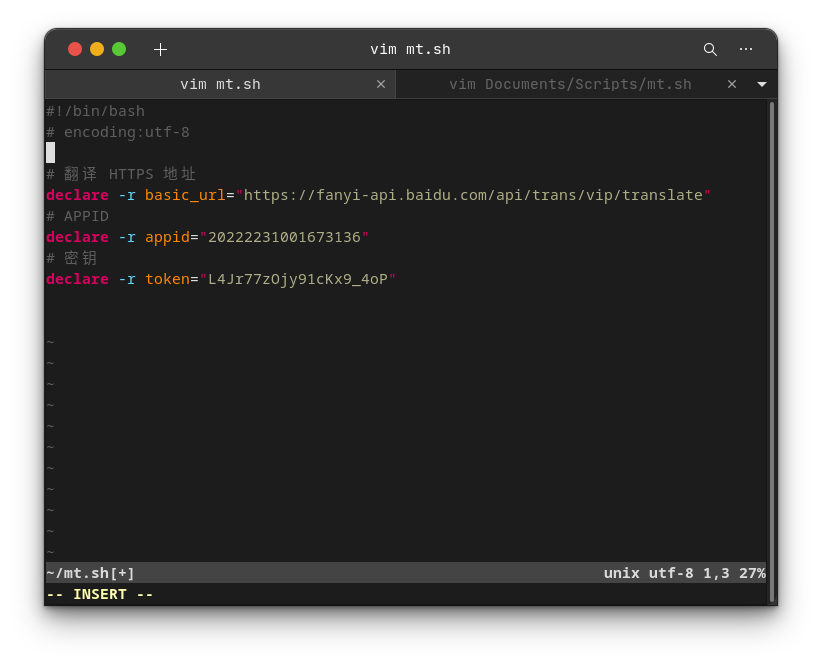 vim mt.sh
vim mt.sh
vim Documents/Scripts/mt.sh
#!/bin/bash
# encoding:utf-8
# 翻译 HTTPS 地址
declare -r basic_url="https://fanyi-api.baidu.com/api/trans/vip/translate"
# APPID
declare -r appid="20222231001673136"
# 密钥
declare -r token="L4Jr77zOjy91cKx9_4oP"
~
~
~
~
~
~
~
~
~
~
~
~/mt.sh[+]
unix utf-8 1,3 27%
-- INSERT --